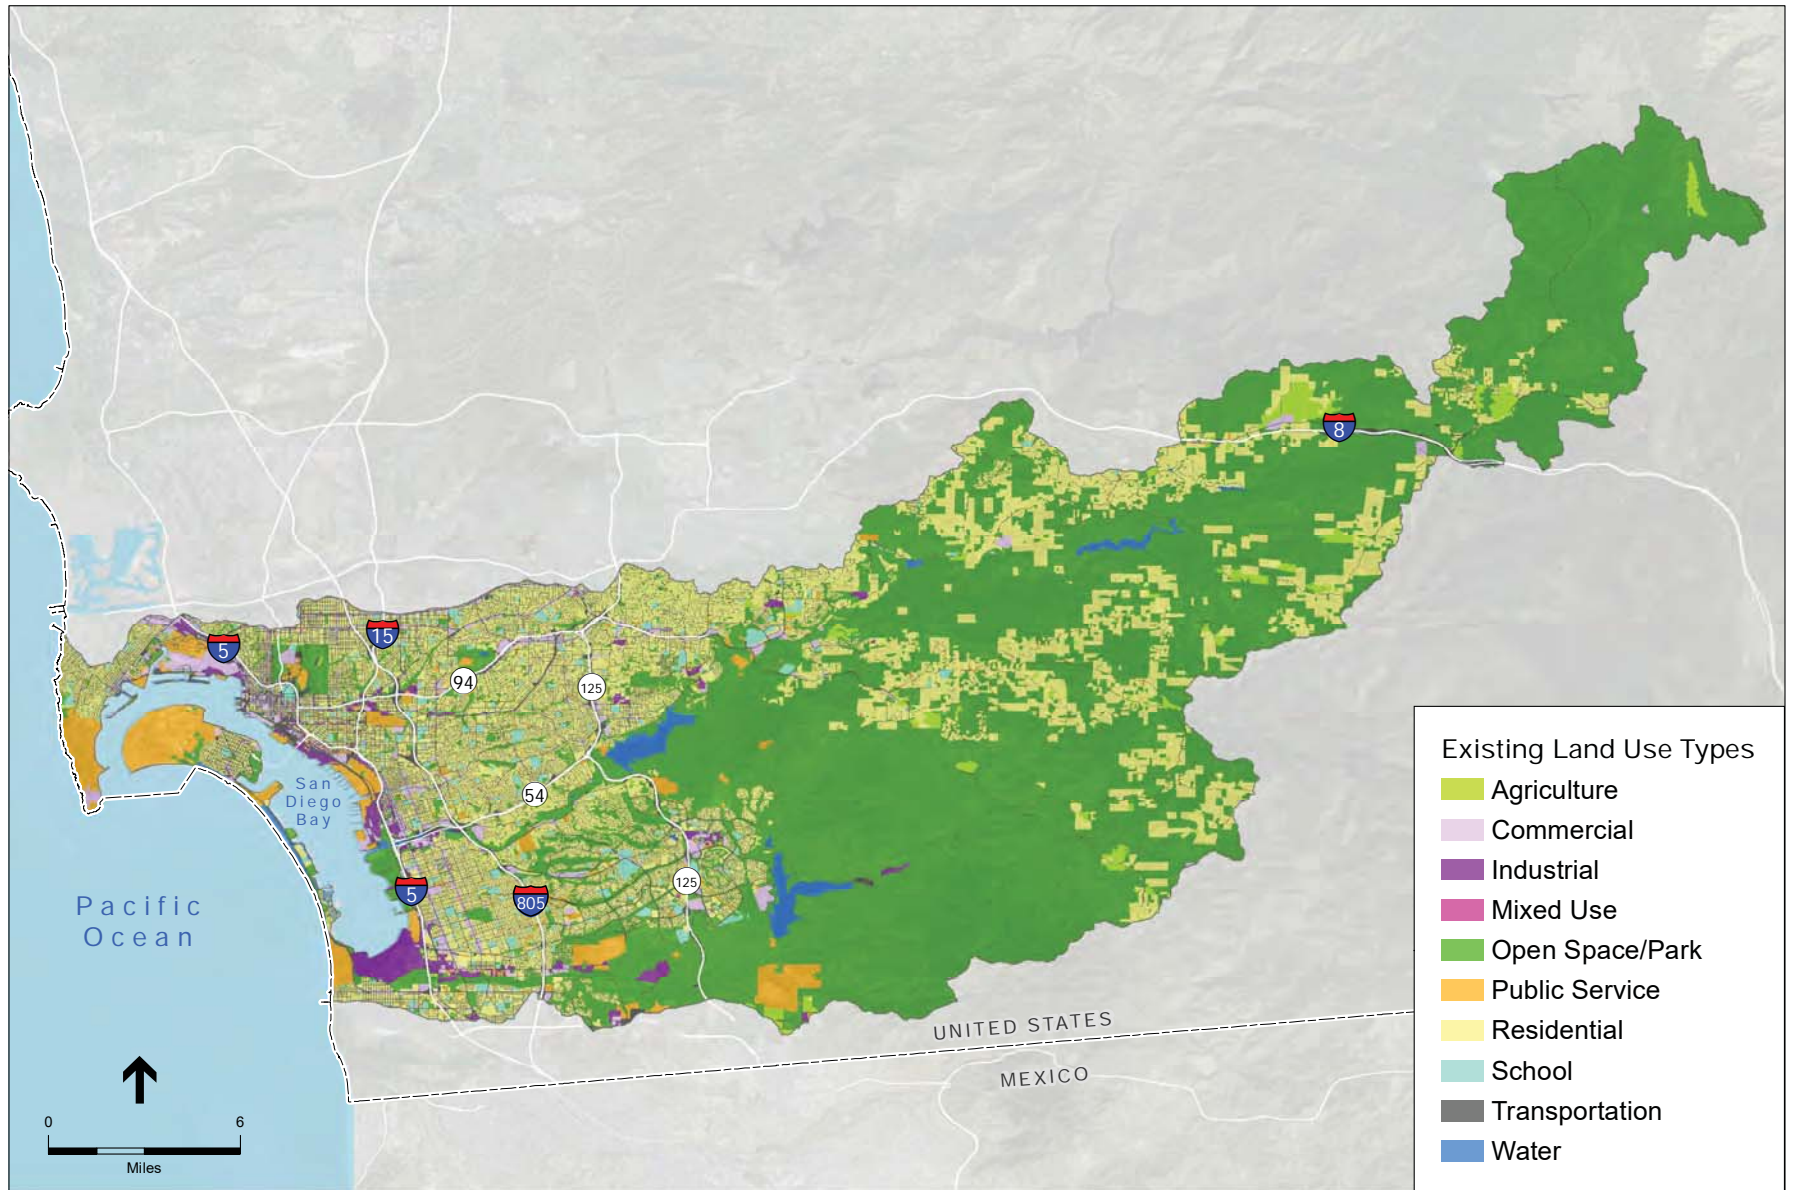 8
15
5
94
125
San
Diego
Bay
54
125
5
805
Pacific
Ocean
UNITED STATES
MEXICO
0 6
Miles
Existing Land Use Types
Agriculture
Commercial
Industrial
Mixed Use
Open Space/Park
Public Service
Residential
School
Transportation
Water